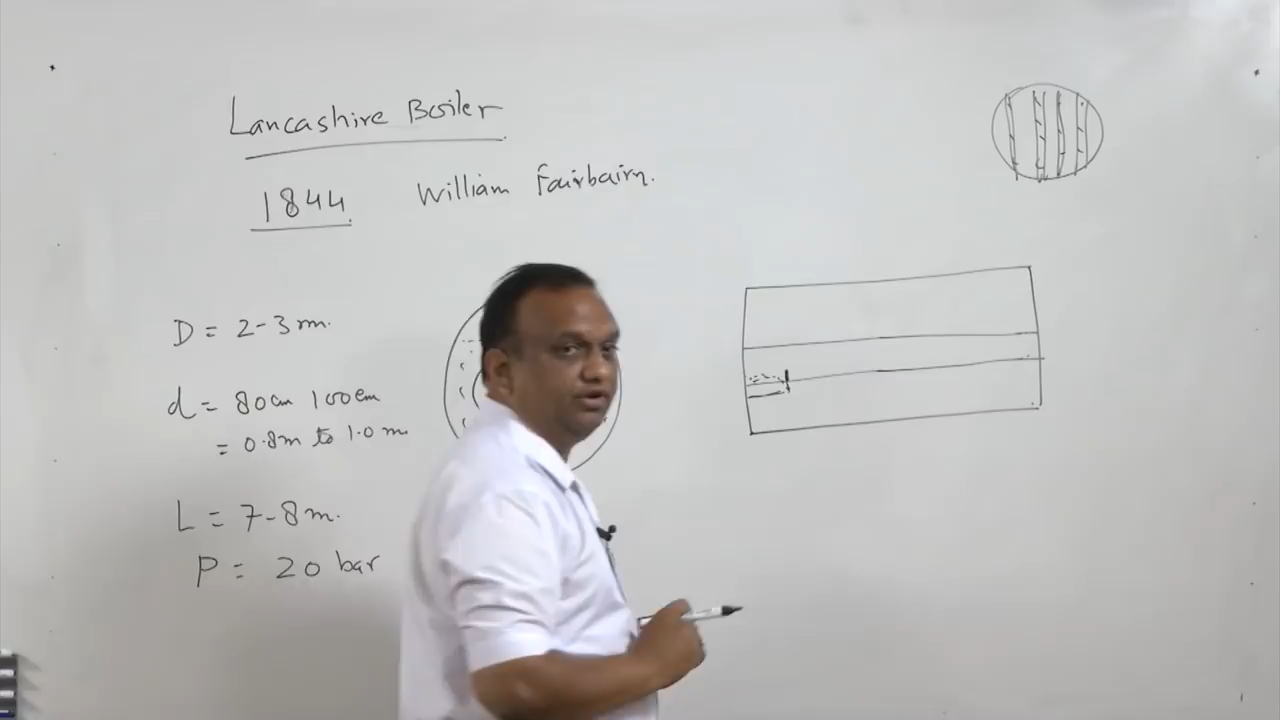 Lancashire Boiler
1844 William Fairbairn.
D = 2-3 m.
d = 80cm 100cm
= 0.8m to 1.0 m
L = 7-8 m.
P = 20 bar